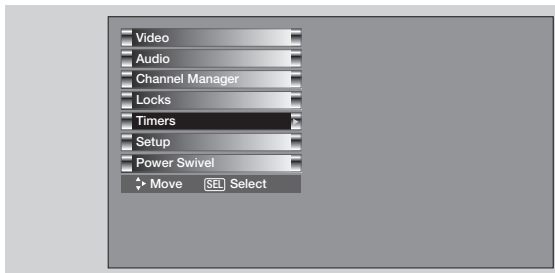 Video
Audio
Channel Manager
Locks
Timers
Setup
Power Swivel
Move SEL Select